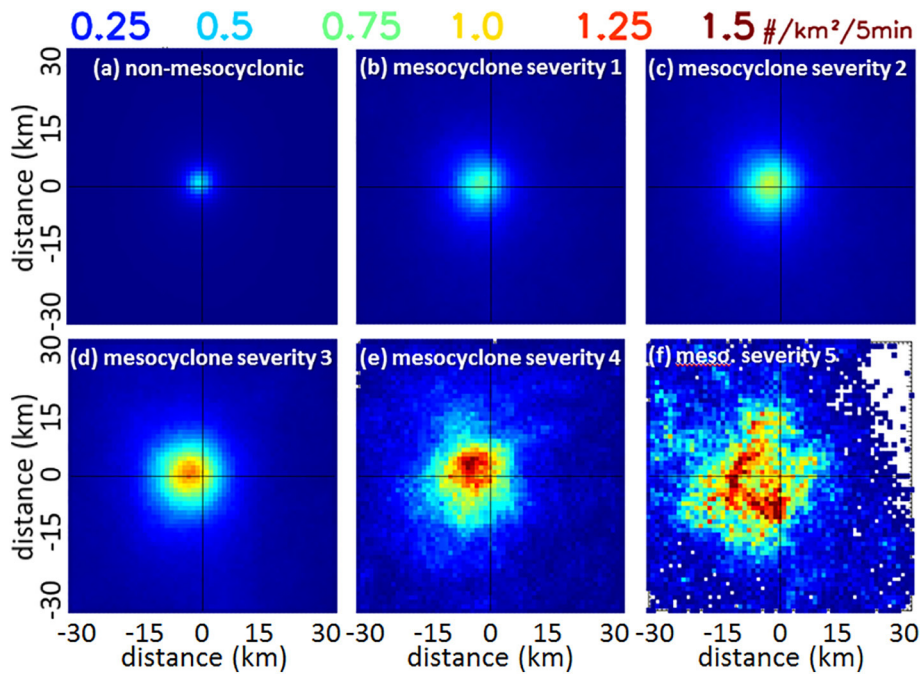 0.25 0.5 0.75 1.0 1.25 1.5 #/km²/5min
(a) non-mesocyclonic
(b) mesocyclone severity 1
(c) mesocyclone severity 2
distance (km)
30
15
0
-15
-30
(d) mesocyclone severity 3
(e) mesocyclone severity 4
(f) meso. severity 5
distance (km)
30
15
0
-15
-30
-30 -15 0 15 30 -30 -15 0 15 30 -30 -15 0 15 30
distance (km) distance (km) distance (km)